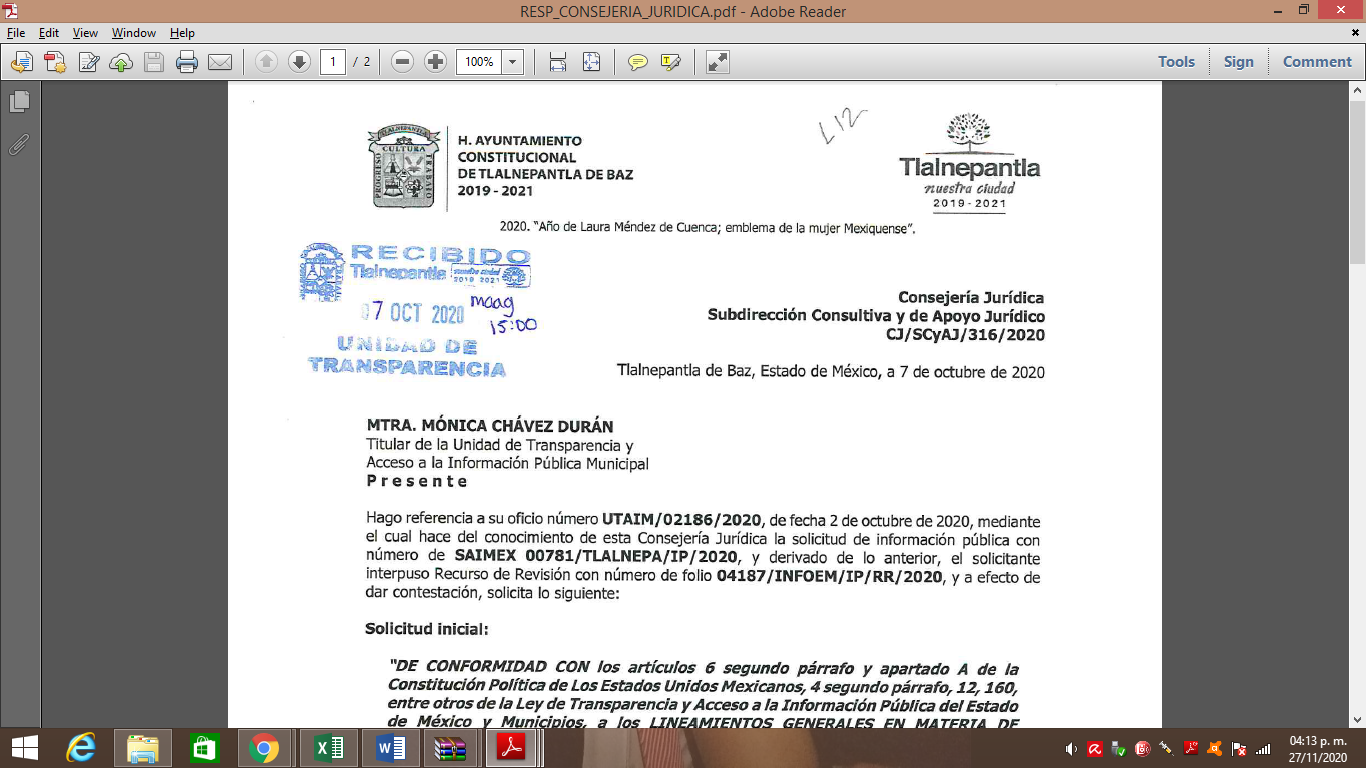 RESP_CONSEJERIA_JURIDICA.pdf - Adobe Reader
File Edit View Window Help
1 / 2 100% Tools Sign Comment
L12
TLALNEPANTLA
CULTURA
PROGRESO
TRABAJO
H. AYUNTAMIENTO
CONSTITUCIONAL
DE TLALNEPANTLA DE BAZ
2019 - 2021
Tlalnepantla
nuestra ciudad
2019 - 2021
2020. "Año de Laura Méndez de Cuenca; emblema de la mujer Mexiquense".
RECIBIDO
Tlalnepantla nuestra ciudad 2019 2021
07 OCT 2020 maag
15:00
UNIDAD DE
TRANSPARENCIA
Consejería Jurídica
Subdirección Consultiva y de Apoyo Jurídico
CJ/SCyAJ/316/2020
Tlalnepantla de Baz, Estado de México, a 7 de octubre de 2020
MTRA. MÓNICA CHÁVEZ DURÁN
Titular de la Unidad de Transparencia y
Acceso a la Información Pública Municipal
P r e s e n t e
Hago referencia a su oficio número UTAIM/02186/2020, de fecha 2 de octubre de 2020, mediante
el cual hace del conocimiento de esta Consejería Jurídica la solicitud de información pública con
número de SAIMEX 00781/TLALNEPA/IP/2020, y derivado de lo anterior, el solicitante
interpuso Recurso de Revisión con número de folio 04187/INFOEM/IP/RR/2020, y a efecto de
dar contestación, solicita lo siguiente:
Solicitud inicial:
"DE CONFORMIDAD CON los artículos 6 segundo párrafo y apartado A de la
Constitución Política de Los Estados Unidos Mexicanos, 4 segundo párrafo, 12, 160,
entre otros de la Ley de Transparencia y Acceso a la Información Pública del Estado
de México y Municipios, a los LINEAMIENTOS GENERALES EN MATERIA DE
04:13 p. m.
27/11/2020